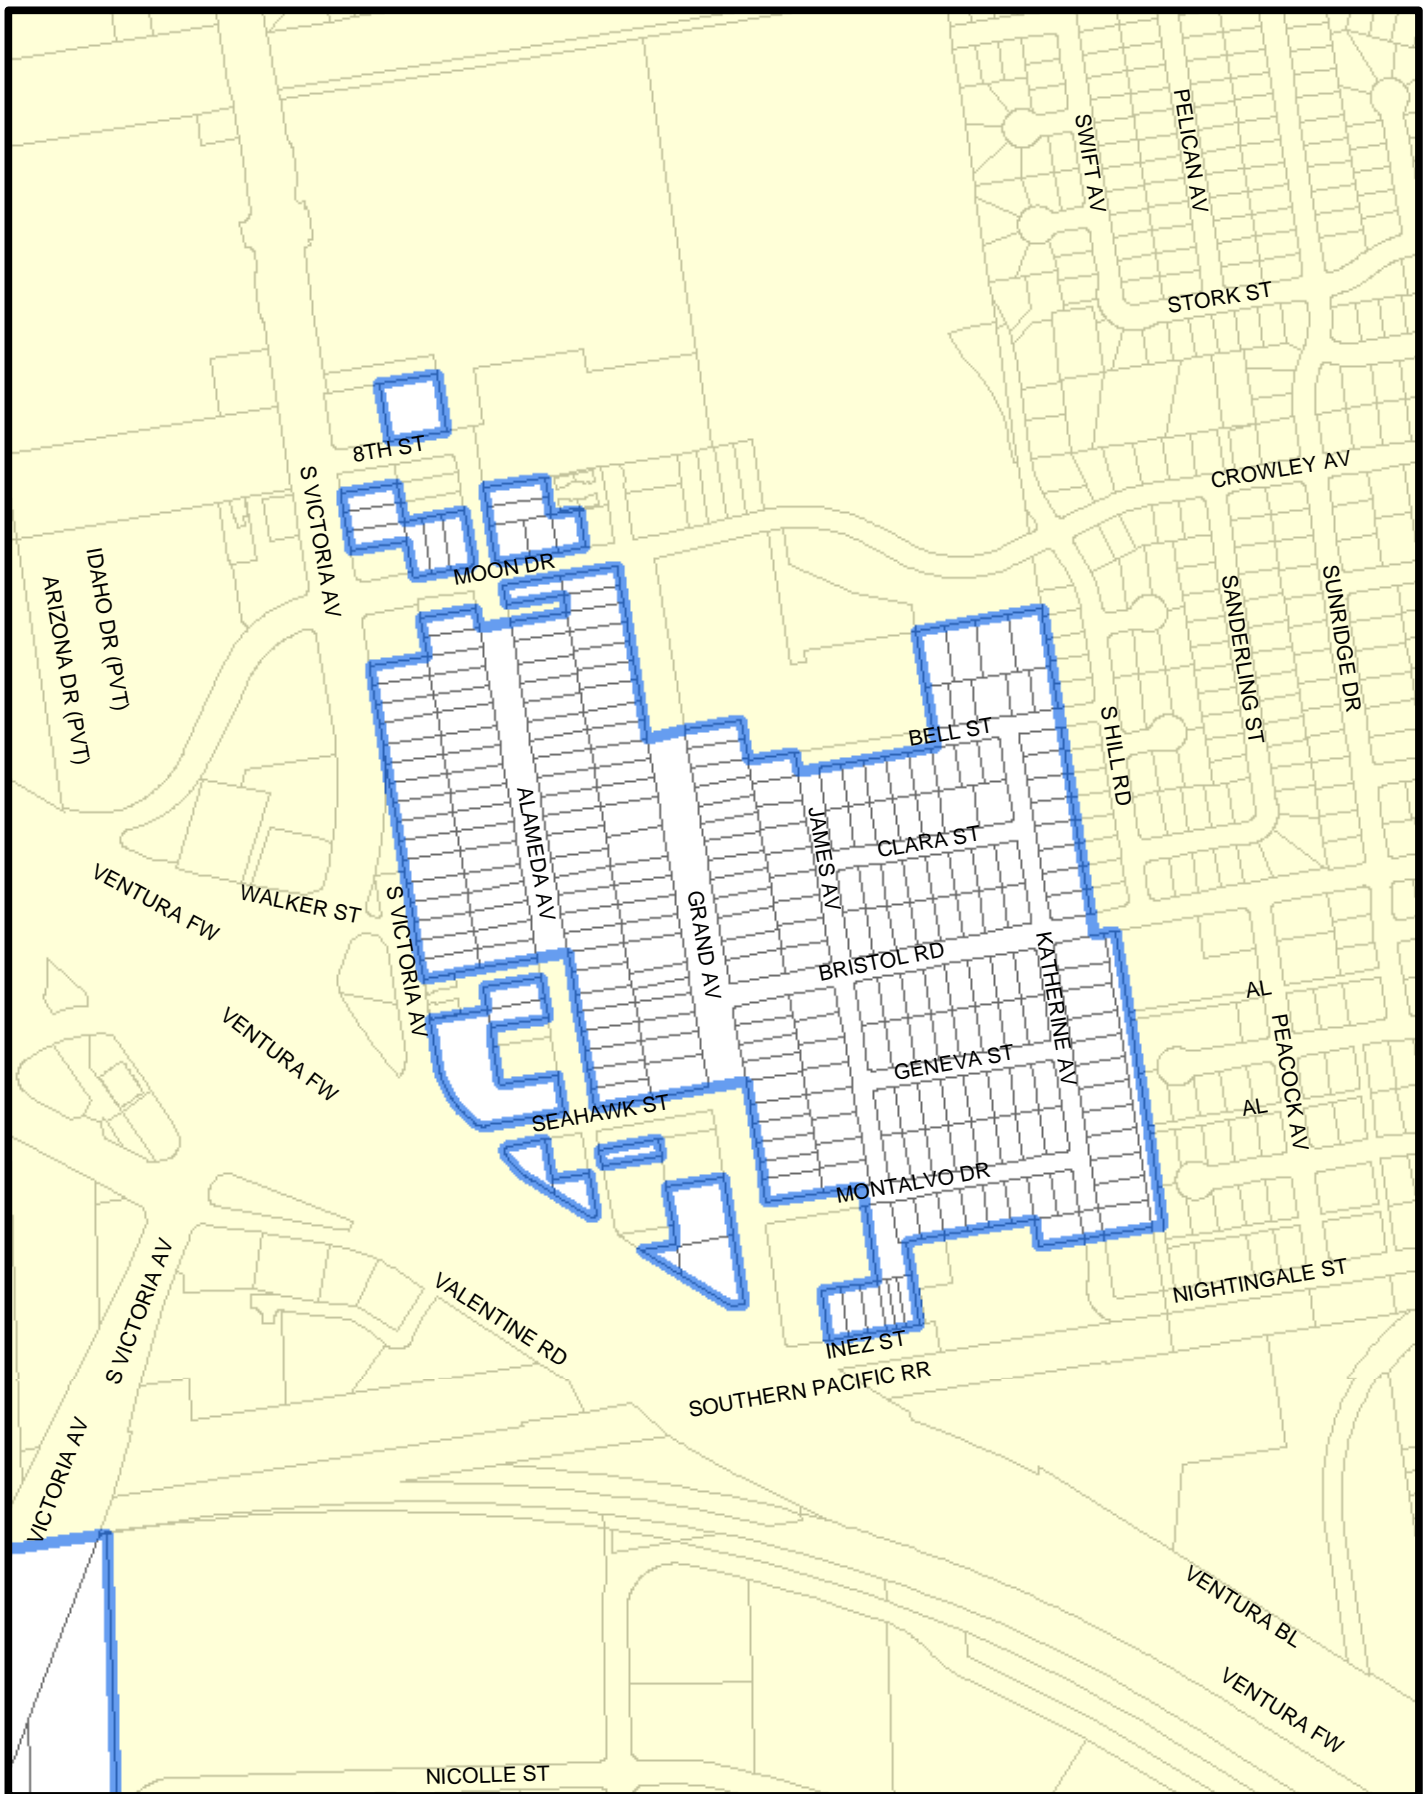 PELICAN AV
SWIFT AV
STORK ST
8TH ST
CROWLEY AV
S VICTORIA AV
MOON DR
IDAHO DR (PVT)
ARIZONA DR (PVT)
SUNRIDGE DR
SANDERLING ST
S HILL RD
BELL ST
ALAMEDA AV
JAMES AV
CLARA ST
VENTURA FW
WALKER ST
S VICTORIA AV
GRAND AV
BRISTOL RD
KATHERINE AV
AL
VENTURA FW
GENEVA ST
PEACOCK AV
SEAHAWK ST
AL
MONTALVO DR
S VICTORIA AV
NIGHTINGALE ST
VALENTINE RD
INEZ ST
SOUTHERN PACIFIC RR
VICTORIA AV
VENTURA BL
VENTURA FW
NICOLLE ST